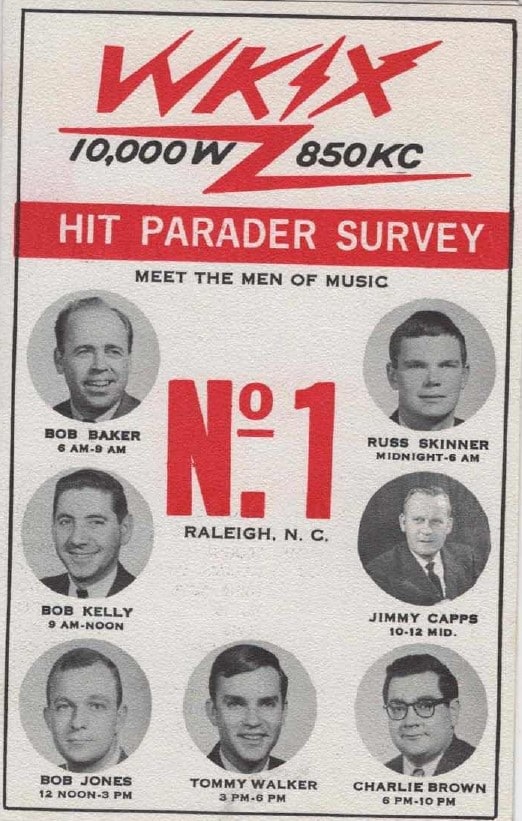 WKIX
10,000W 850KC
HIT PARADER SURVEY
MEET THE MEN OF MUSIC
BOB BAKER
6 AM-9 AM
RUSS SKINNER
MIDNIGHT-6 AM
No. 1
RALEIGH, N. C.
BOB KELLY
9 AM-NOON
JIMMY CAPPS
10-12 MID.
BOB JONES
12 NOON-3 PM
TOMMY WALKER
3 PM-6 PM
CHARLIE BROWN
6 PM-10 PM